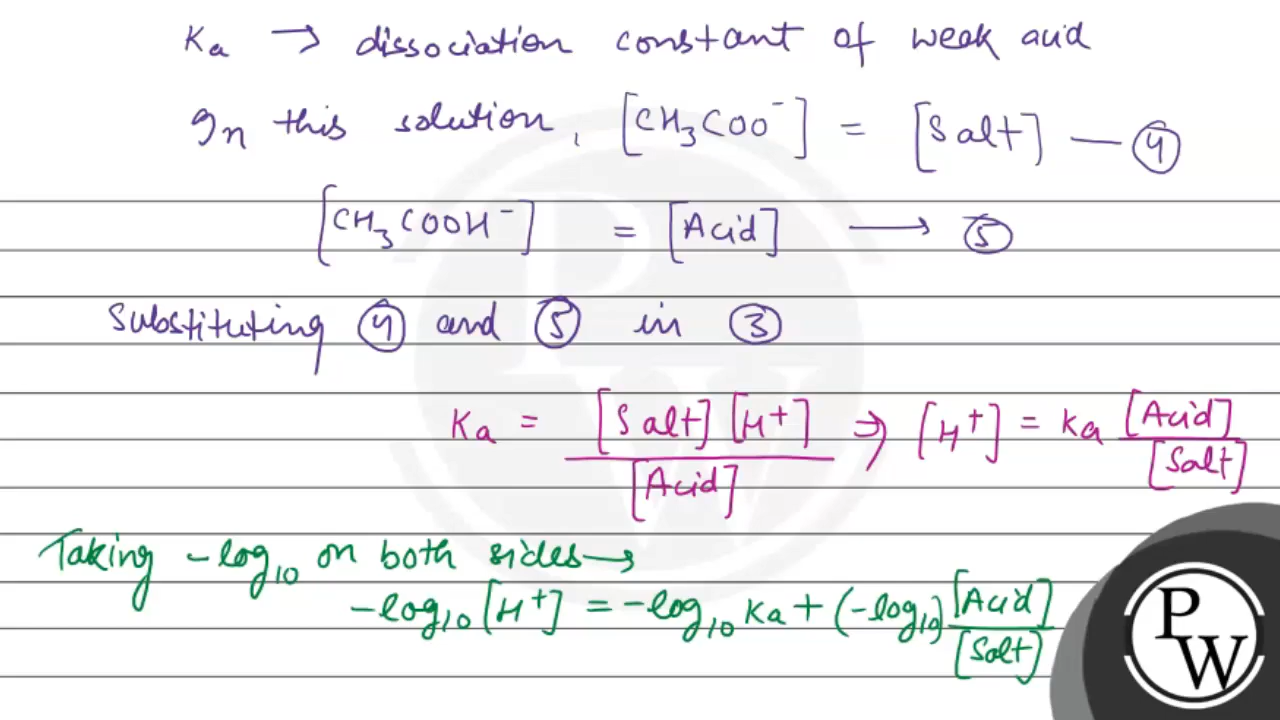 Ka → dissociation constant of weak acid
In this solution, [CH₃COO⁻] = [Salt] — ④
[CH₃COOH⁻] = [Acid] ⟶ ⑤
Substituting ④ and ⑤ in ③
Ka = [Salt][H⁺] / [Acid] ⇒ [H⁺] = Ka [Acid] / [Salt]
Taking -log₁₀ on both sides →
-log₁₀ [H⁺] = -log₁₀ Ka + (-log₁₀) [Acid] / [Salt]
PW
PW